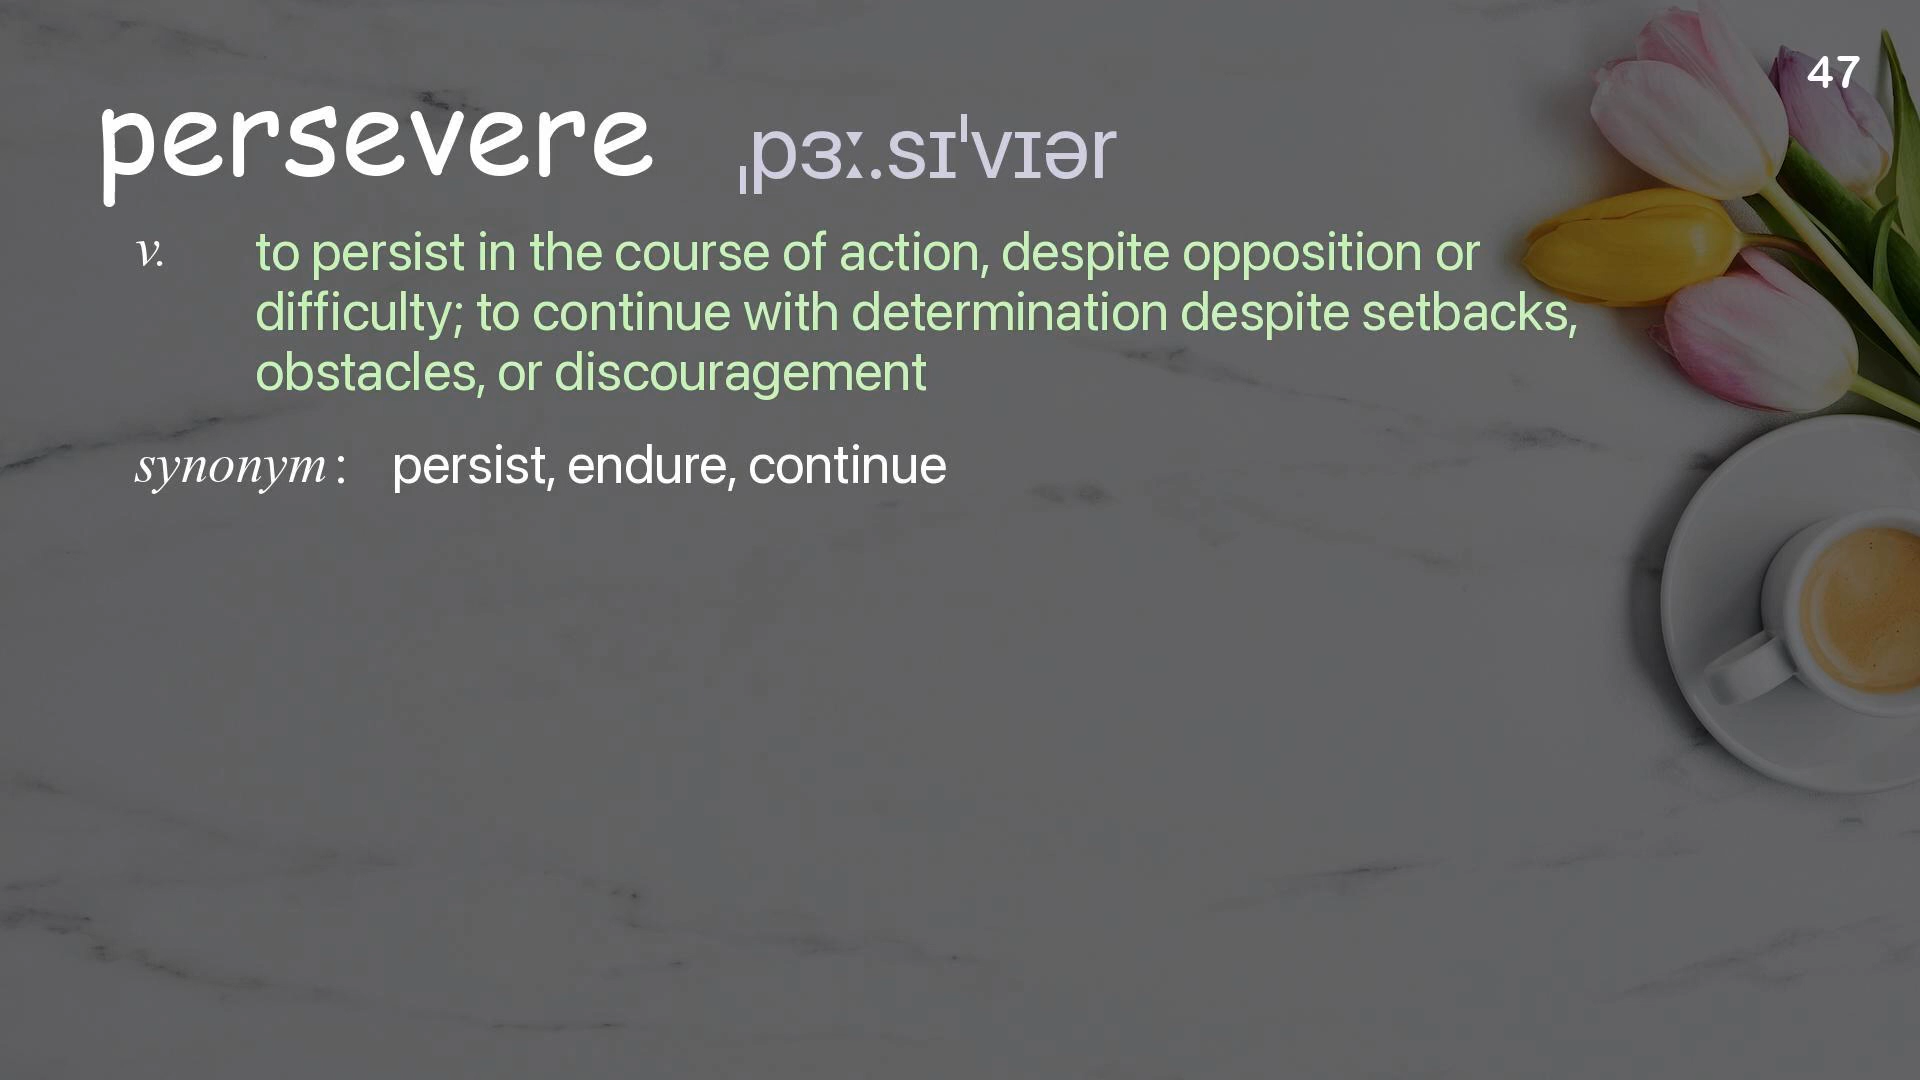 47
persevere ˌpɜː.sɪˈvɪər
v. to persist in the course of action, despite opposition or
difficulty; to continue with determination despite setbacks,
obstacles, or discouragement
synonym : persist, endure, continue